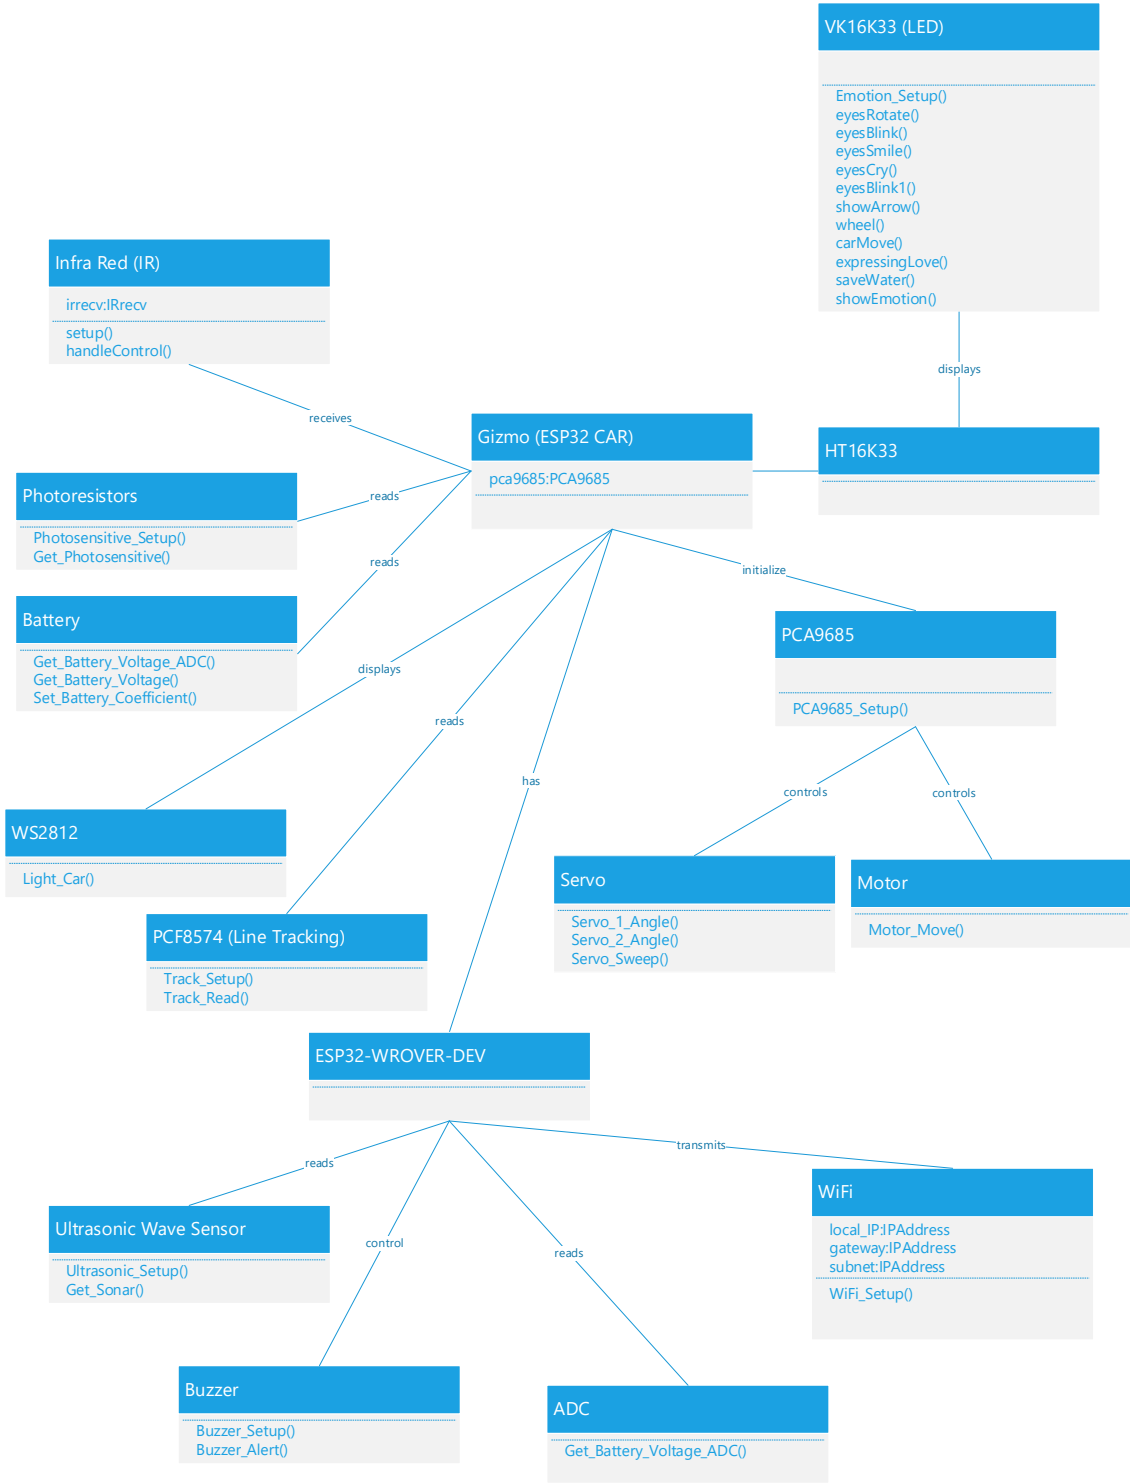 VK16K33 (LED)
Emotion_Setup()
eyesRotate()
eyesBlink()
eyesSmile()
eyesCry()
eyesBlink1()
showArrow()
wheel()
carMove()
expressingLove()
saveWater()
showEmotion()
displays
HT16K33
Infra Red (IR)
irrecv:IRrecv
setup()
handleControl()
receives
Gizmo (ESP32 CAR)
pca9685:PCA9685
Photoresistors
Photosensitive_Setup()
Get_Photosensitive()
reads
Battery
Get_Battery_Voltage_ADC()
Get_Battery_Voltage()
Set_Battery_Coefficient()
reads
initialize
PCA9685
PCA9685_Setup()
displays
reads
has
controls
controls
WS2812
Light_Car()
Servo
Servo_1_Angle()
Servo_2_Angle()
Servo_Sweep()
Motor
Motor_Move()
PCF8574 (Line Tracking)
Track_Setup()
Track_Read()
ESP32-WROVER-DEV
reads
control
reads
transmits
Ultrasonic Wave Sensor
Ultrasonic_Setup()
Get_Sonar()
WiFi
local_IP:IPAddress
gateway:IPAddress
subnet:IPAddress
WiFi_Setup()
Buzzer
Buzzer_Setup()
Buzzer_Alert()
ADC
Get_Battery_Voltage_ADC()